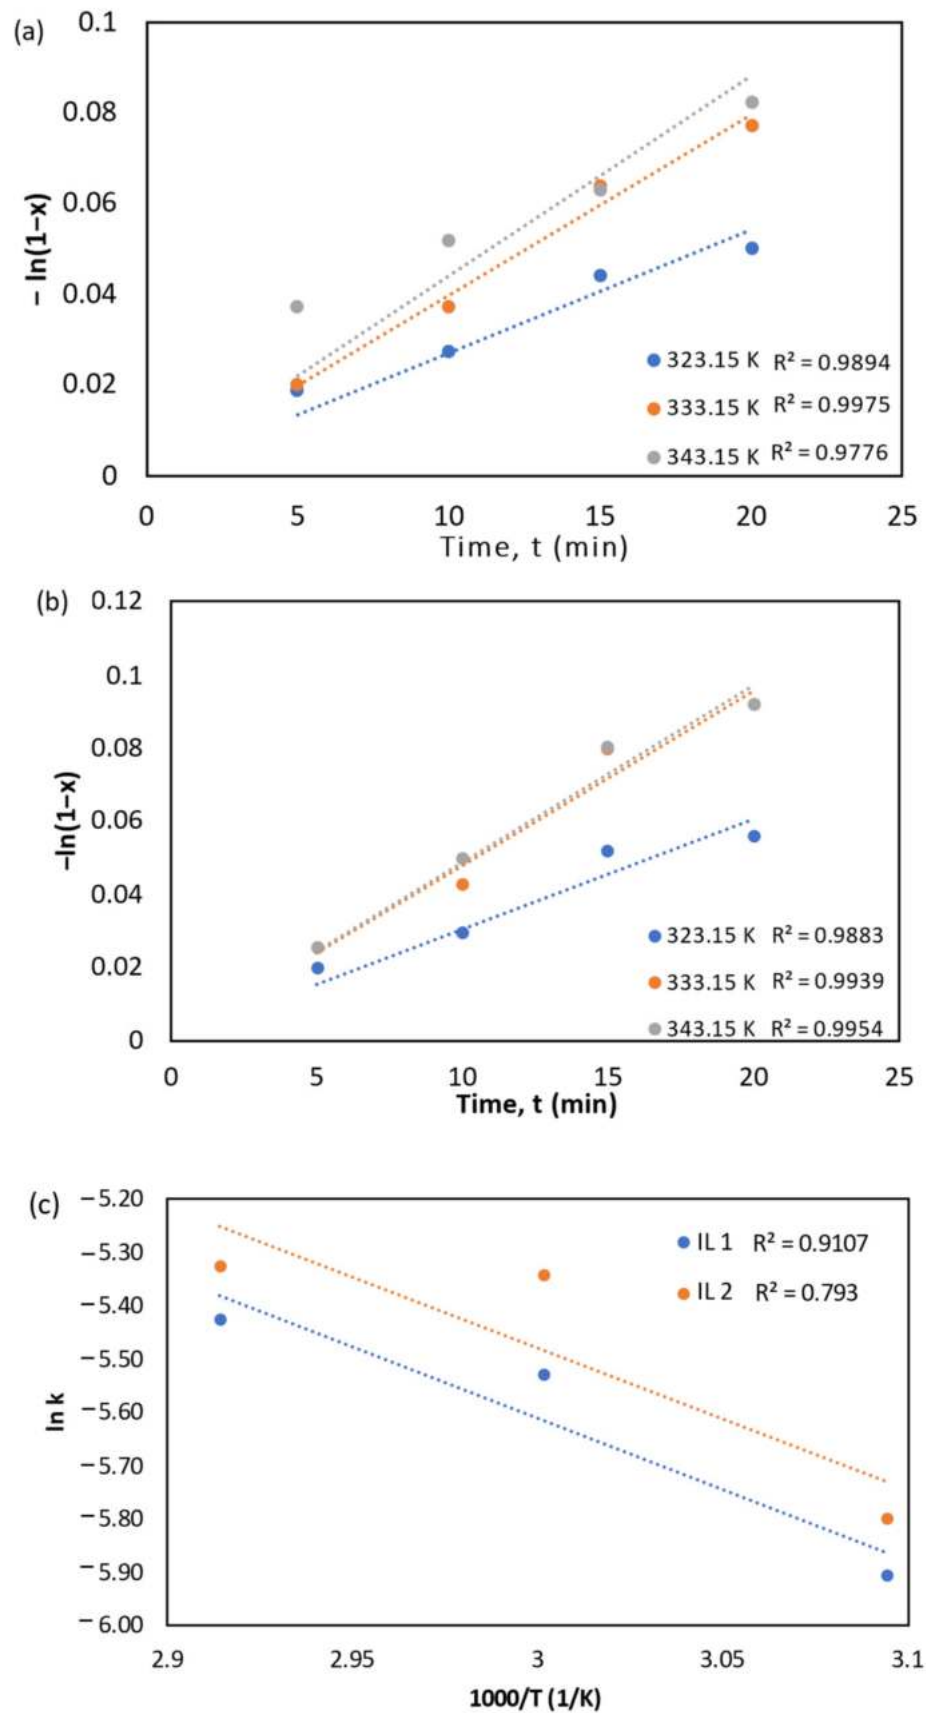 (a)
0.1
0.08
0.06
0.04
0.02
0
− ln(1−x)
323.15 K R² = 0.9894
333.15 K R² = 0.9975
343.15 K R² = 0.9776
0 5 10 15 20 25
Time, t (min)
(b)
0.12
0.1
0.08
0.06
0.04
0.02
0
−ln(1−x)
323.15 K R² = 0.9883
333.15 K R² = 0.9939
343.15 K R² = 0.9954
0 5 10 15 20 25
Time, t (min)
(c)
−5.20
−5.30
−5.40
−5.50
−5.60
−5.70
−5.80
−5.90
−6.00
ln k
IL 1 R² = 0.9107
IL 2 R² = 0.793
2.9 2.95 3 3.05 3.1
1000/T (1/K)